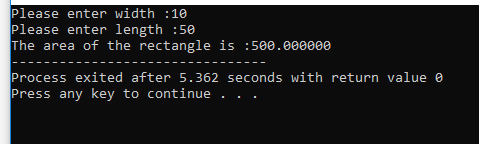 Please enter width :10
Please enter length :50
The area of the rectangle is :500.000000
--------------------------------
Process exited after 5.362 seconds with return value 0
Press any key to continue . . .